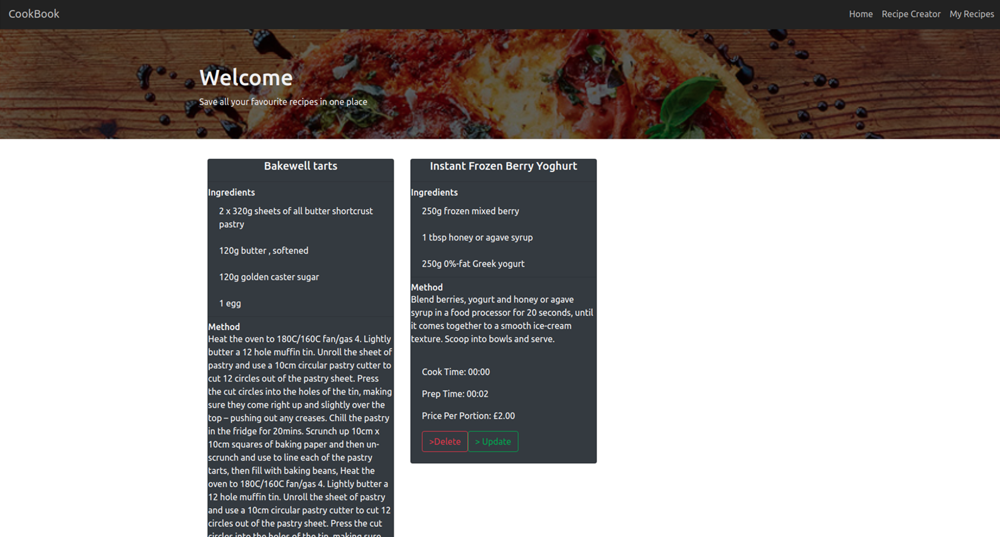 CookBook
Home Recipe Creator My Recipes
Welcome
Save all your favourite recipes in one place
Bakewell tarts
Ingredients
2 x 320g sheets of all butter shortcrust
pastry
120g butter , softened
120g golden caster sugar
1 egg
Method
Heat the oven to 180C/160C fan/gas 4. Lightly
butter a 12 hole muffin tin. Unroll the sheet of
pastry and use a 10cm circular pastry cutter to
cut 12 circles out of the pastry sheet. Press
the cut circles into the holes of the tin, making
sure they come right up and slightly over the
top – pushing out any creases. Chill the pastry
in the fridge for 20mins. Scrunch up 10cm x
10cm squares of baking paper and then un-
scrunch and use to line each of the pastry
tarts, then fill with baking beans, Heat the
oven to 180C/160C fan/gas 4. Lightly butter a
12 hole muffin tin. Unroll the sheet of pastry
and use a 10cm circular pastry cutter to cut 12
circles out of the pastry sheet. Press the cut
circles into the holes of the tin, making sure
Instant Frozen Berry Yoghurt
Ingredients
250g frozen mixed berry
1 tbsp honey or agave syrup
250g 0%-fat Greek yogurt
Method
Blend berries, yogurt and honey or agave
syrup in a food processor for 20 seconds, until
it comes together to a smooth ice-cream
texture. Scoop into bowls and serve.
Cook Time: 00:00
Prep Time: 00:02
Price Per Portion: £2.00
>Delete > Update